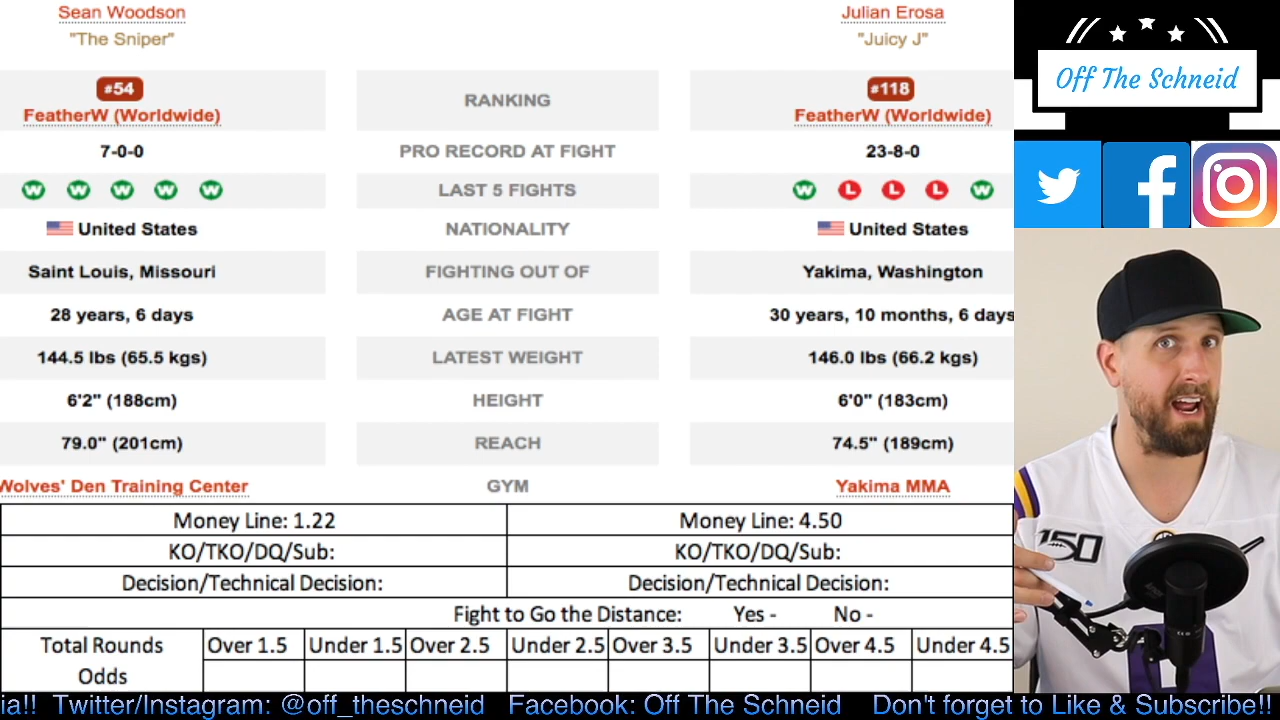 Sean Woodson
"The Sniper"
Julian Erosa
"Juicy J"
Off The Schneid
#54
FeatherW (Worldwide)
RANKING
#118
FeatherW (Worldwide)
7-0-0
PRO RECORD AT FIGHT
23-8-0
W W W W W
LAST 5 FIGHTS
W L L L W
United States
NATIONALITY
United States
Saint Louis, Missouri
FIGHTING OUT OF
Yakima, Washington
28 years, 6 days
AGE AT FIGHT
30 years, 10 months, 6 days
144.5 lbs (65.5 kgs)
LATEST WEIGHT
146.0 lbs (66.2 kgs)
6'2" (188cm)
HEIGHT
6'0" (183cm)
79.0" (201cm)
REACH
74.5" (189cm)
Wolves' Den Training Center
GYM
Yakima MMA
Money Line: 1.22
Money Line: 4.50
KO/TKO/DQ/Sub:
KO/TKO/DQ/Sub:
Decision/Technical Decision:
Decision/Technical Decision:
Fight to Go the Distance: Yes - No -
Total Rounds Over 1.5 Under 1.5 Over 2.5 Under 2.5 Over 3.5 Under 3.5 Over 4.5 Under 4.5
Odds
150
ia!! Twitter/Instagram: @off_theschneid Facebook: Off The Schneid Don't forget to Like & Subscribe!!